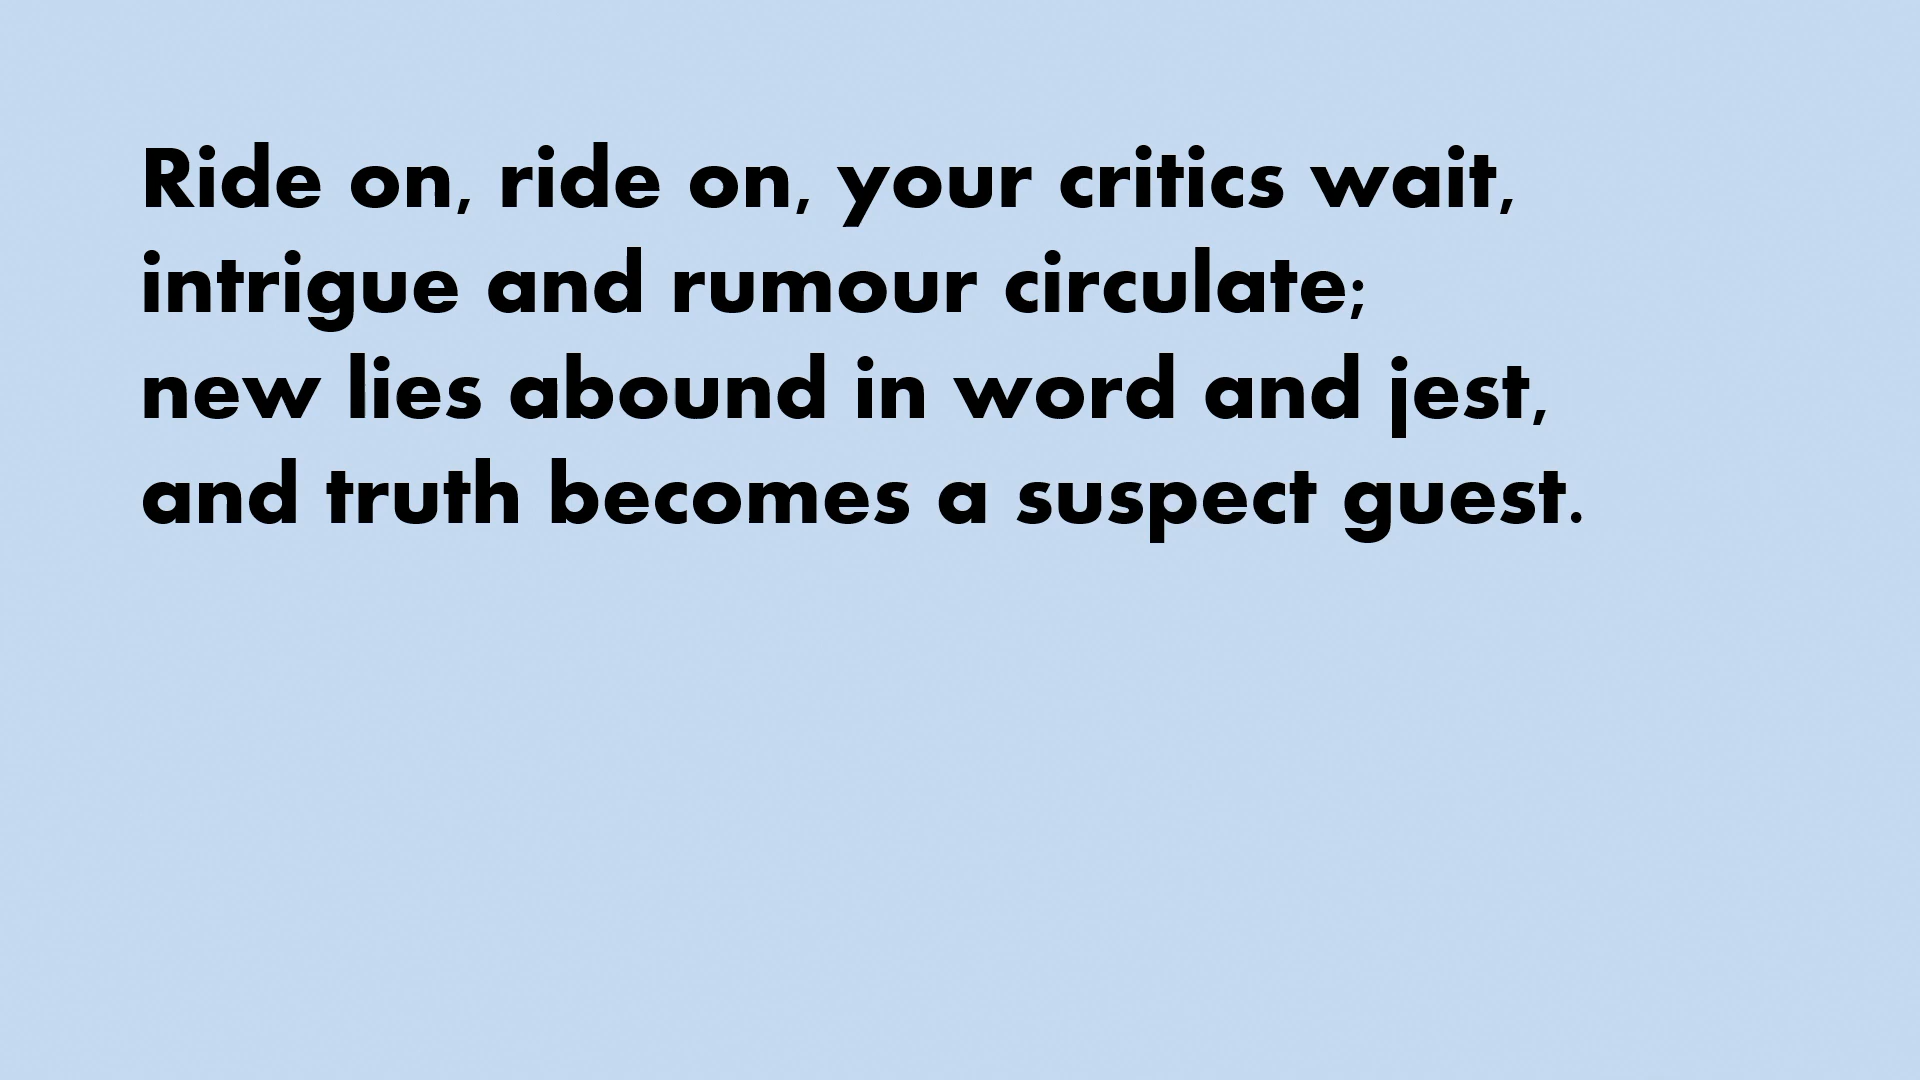 Ride on, ride on, your critics wait,
intrigue and rumour circulate;
new lies abound in word and jest,
and truth becomes a suspect guest.